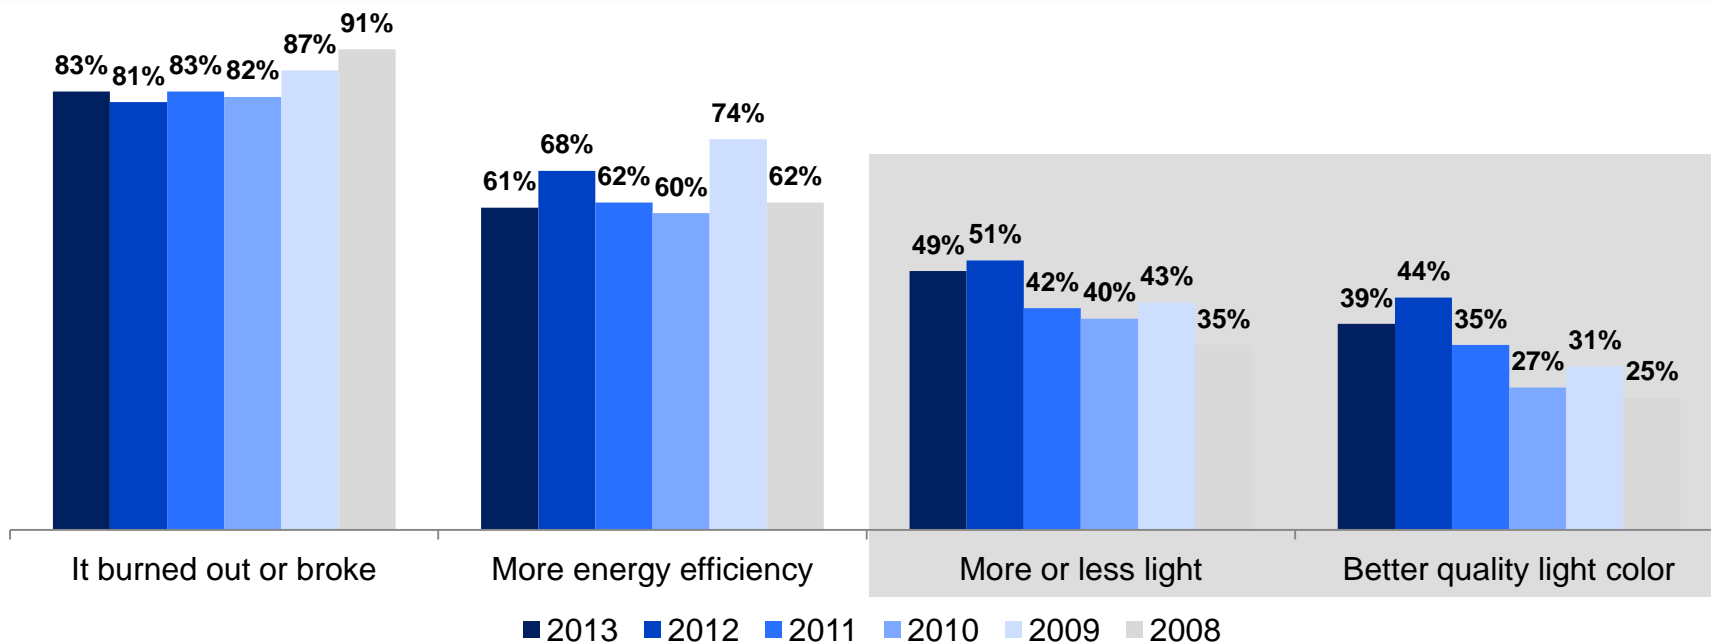 83% 81% 83% 82% 87% 91%
61% 68% 62% 60% 74% 62%
49% 51% 42% 40% 43% 35%
39% 44% 35% 27% 31% 25%
It burned out or broke
More energy efficiency
More or less light
Better quality light color
2013 2012 2011 2010 2009 2008